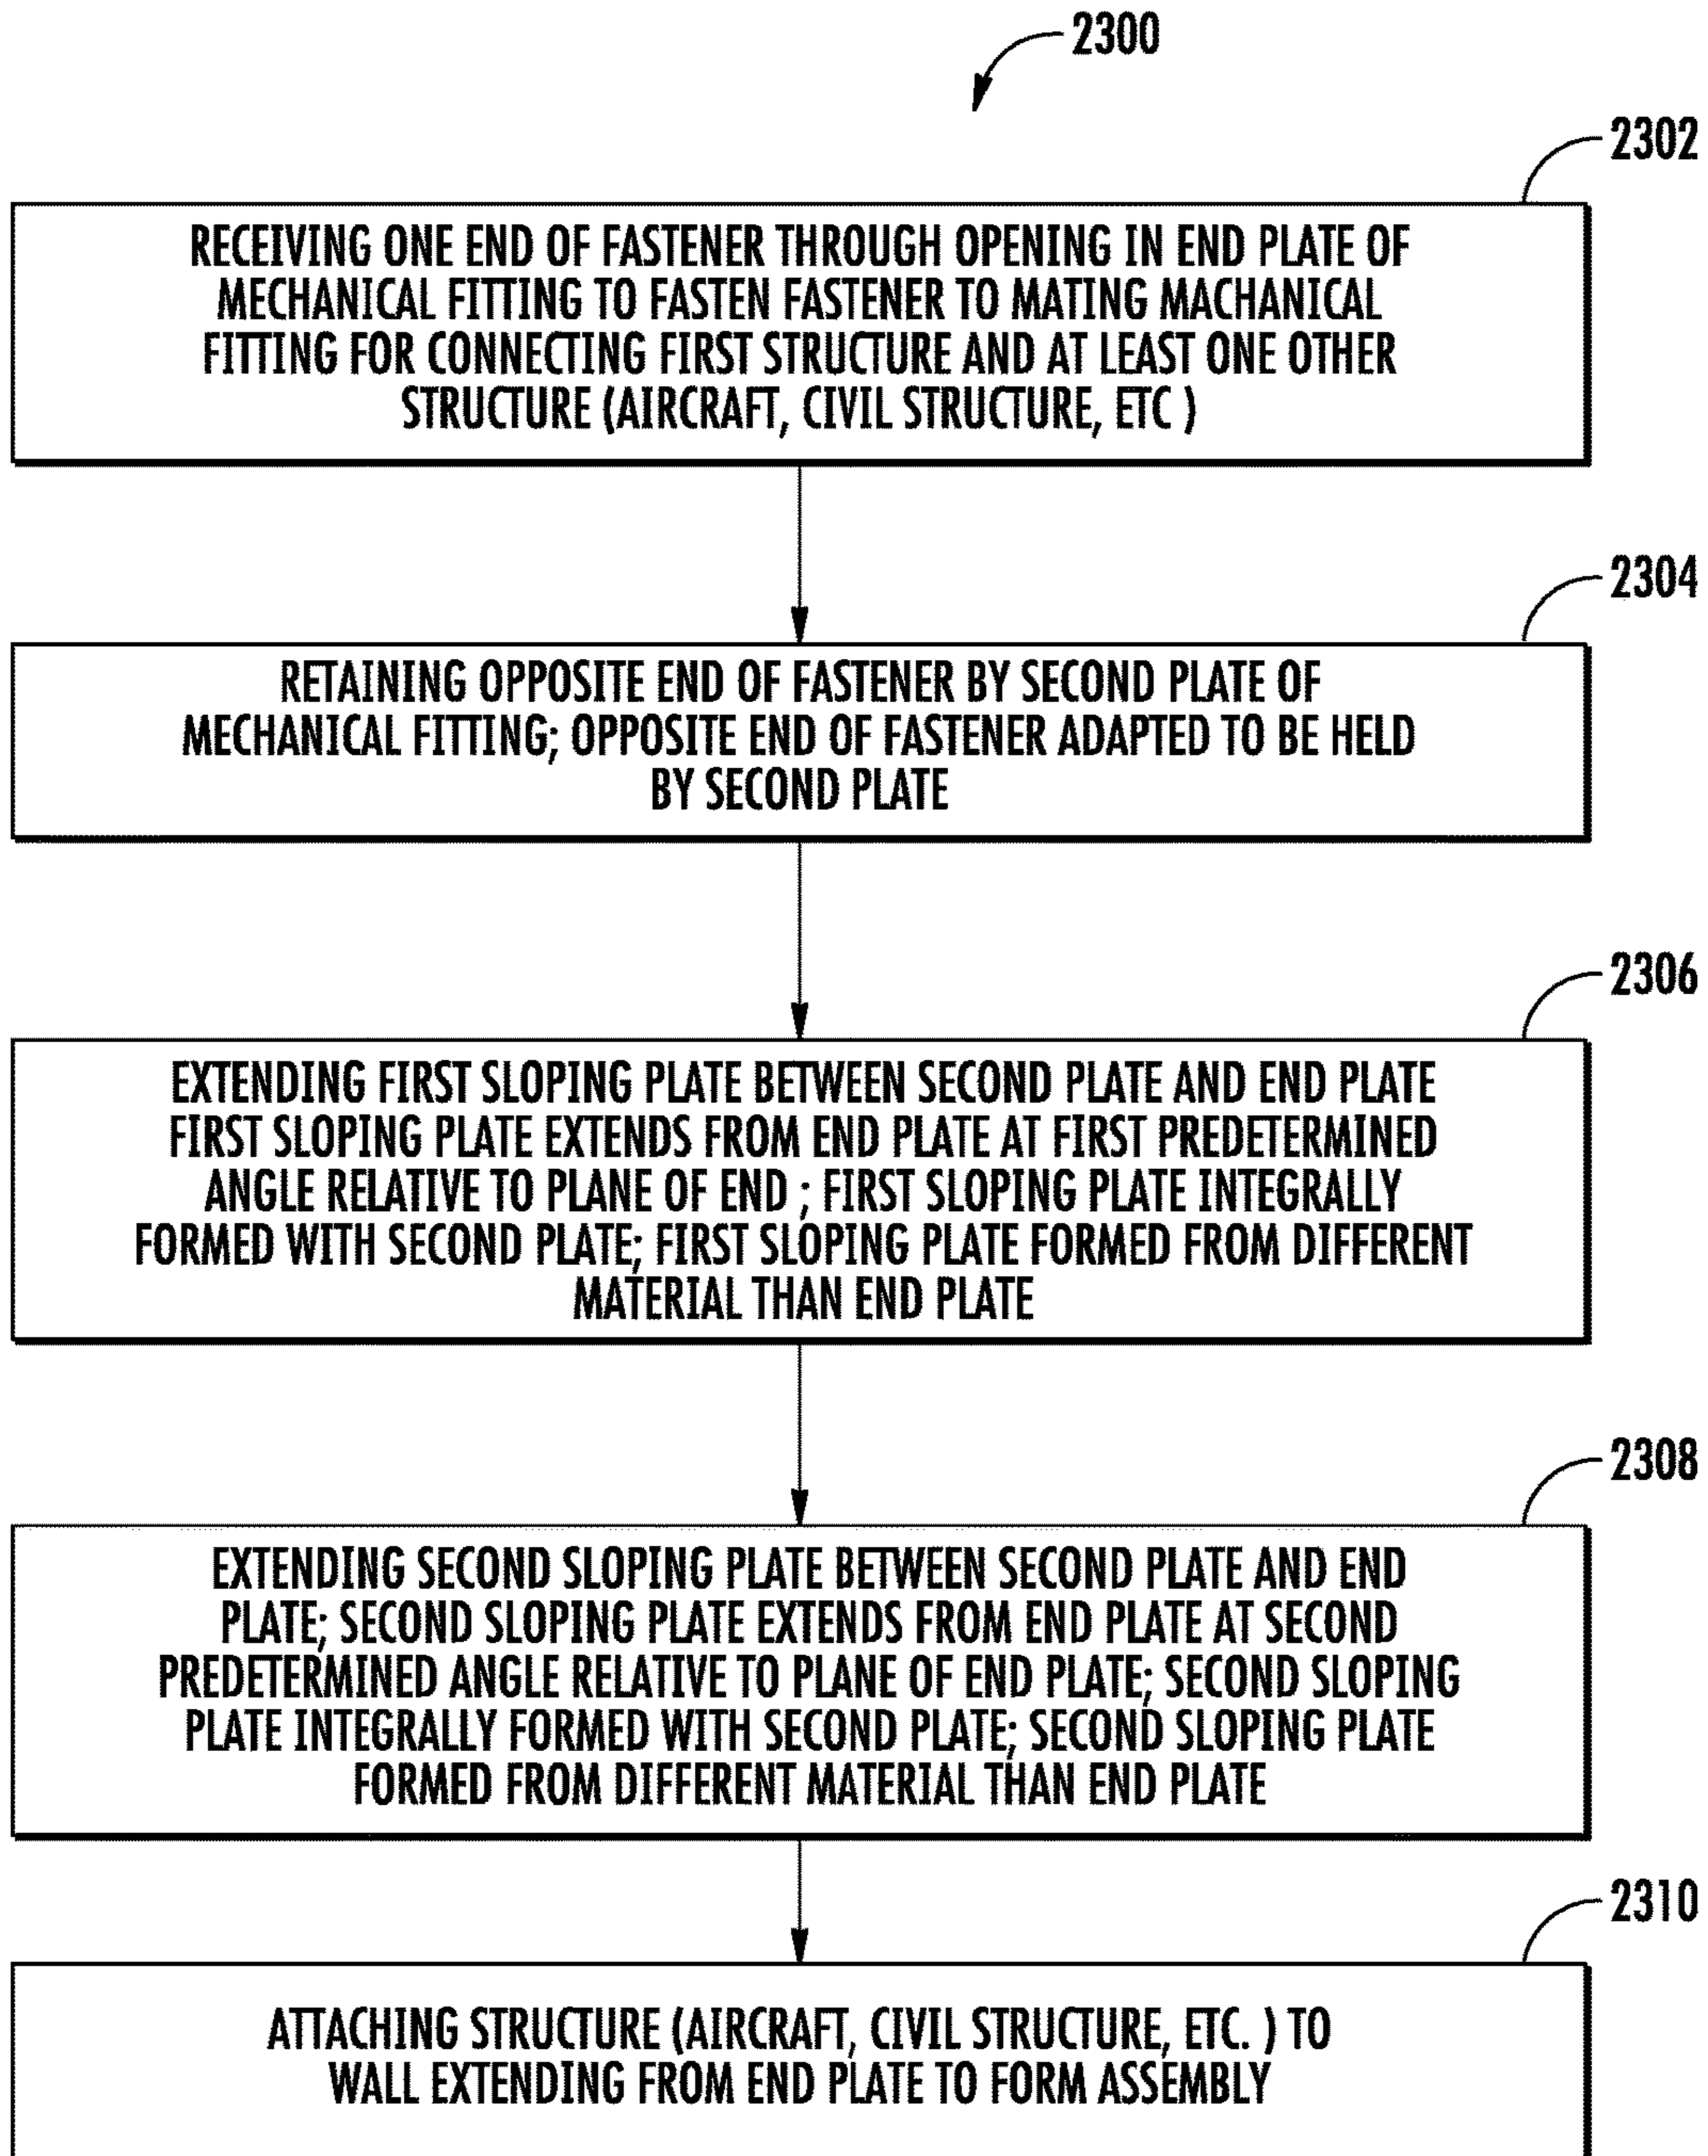 2300
2302
RECEIVING ONE END OF FASTENER THROUGH OPENING IN END PLATE OF
MECHANICAL FITTING TO FASTEN FASTENER TO MATING MACHANICAL
FITTING FOR CONNECTING FIRST STRUCTURE AND AT LEAST ONE OTHER
STRUCTURE (AIRCRAFT, CIVIL STRUCTURE, ETC )
2304
RETAINING OPPOSITE END OF FASTENER BY SECOND PLATE OF
MECHANICAL FITTING; OPPOSITE END OF FASTENER ADAPTED TO BE HELD
BY SECOND PLATE
2306
EXTENDING FIRST SLOPING PLATE BETWEEN SECOND PLATE AND END PLATE
FIRST SLOPING PLATE EXTENDS FROM END PLATE AT FIRST PREDETERMINED
ANGLE RELATIVE TO PLANE OF END ; FIRST SLOPING PLATE INTEGRALLY
FORMED WITH SECOND PLATE; FIRST SLOPING PLATE FORMED FROM DIFFERENT
MATERIAL THAN END PLATE
2308
EXTENDING SECOND SLOPING PLATE BETWEEN SECOND PLATE AND END
PLATE; SECOND SLOPING PLATE EXTENDS FROM END PLATE AT SECOND
PREDETERMINED ANGLE RELATIVE TO PLANE OF END PLATE; SECOND SLOPING
PLATE INTEGRALLY FORMED WITH SECOND PLATE; SECOND SLOPING PLATE
FORMED FROM DIFFERENT MATERIAL THAN END PLATE
2310
ATTACHING STRUCTURE (AIRCRAFT, CIVIL STRUCTURE, ETC. ) TO
WALL EXTENDING FROM END PLATE TO FORM ASSEMBLY